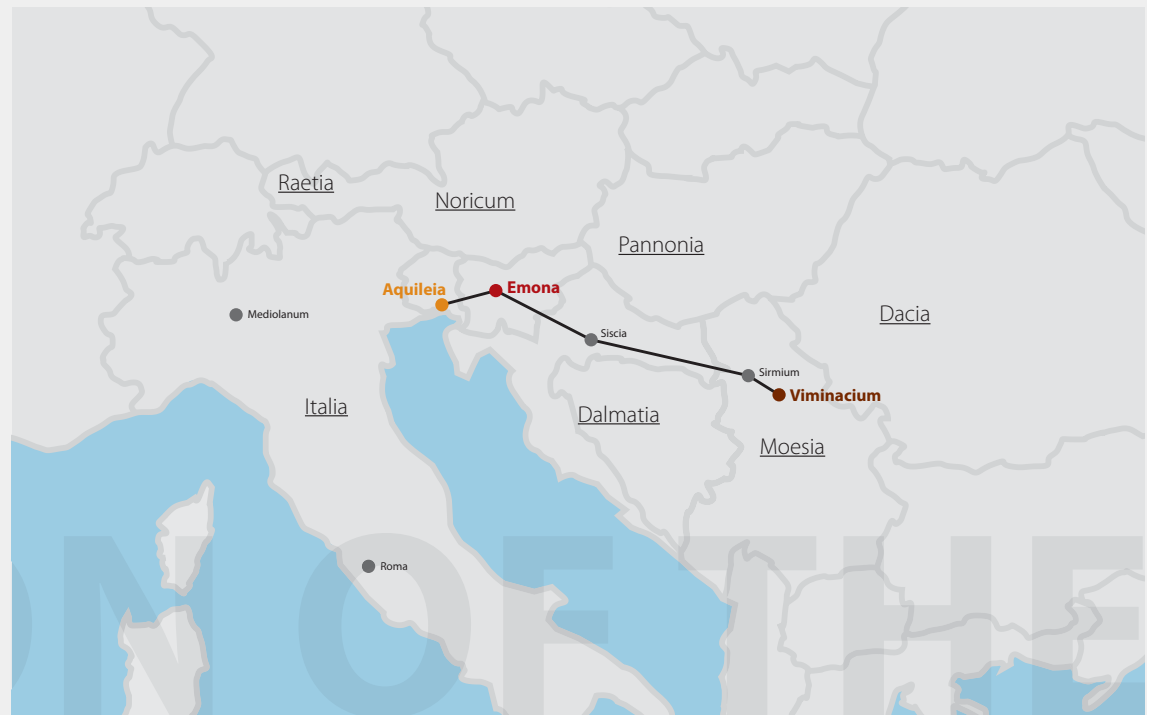 Raetia
Noricum
Pannonia
Aquileia
Emona
Mediolanum
Siscia
Dacia
Sirmium
Viminacium
Italia
Dalmatia
Moesia
ON OF THE
Roma